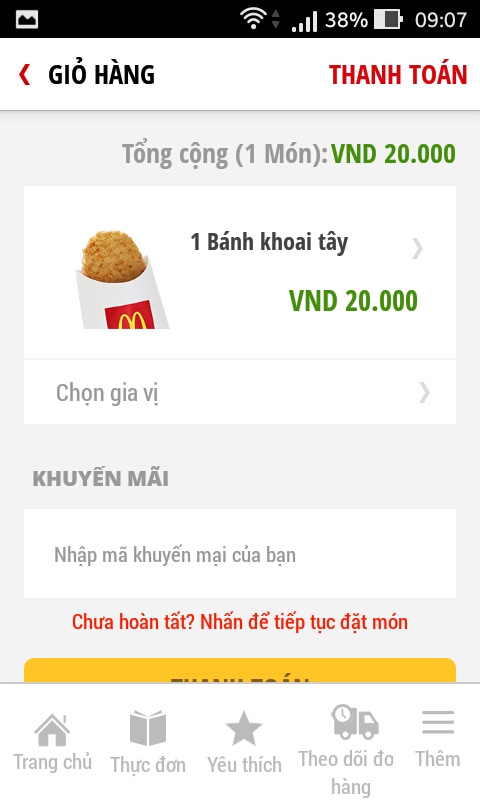 38% 09:07
GIỎ HÀNG THANH TOÁN
Tổng cộng (1 Món): VND 20.000
1 Bánh khoai tây
VND 20.000
Chọn gia vị
KHUYẾN MÃI
Nhập mã khuyến mại của bạn
Chưa hoàn tất? Nhấn để tiếp tục đặt món
THANH TOÁN
Trang chủ Thực đơn Yêu thích Theo dõi đơ Thêm
hàng